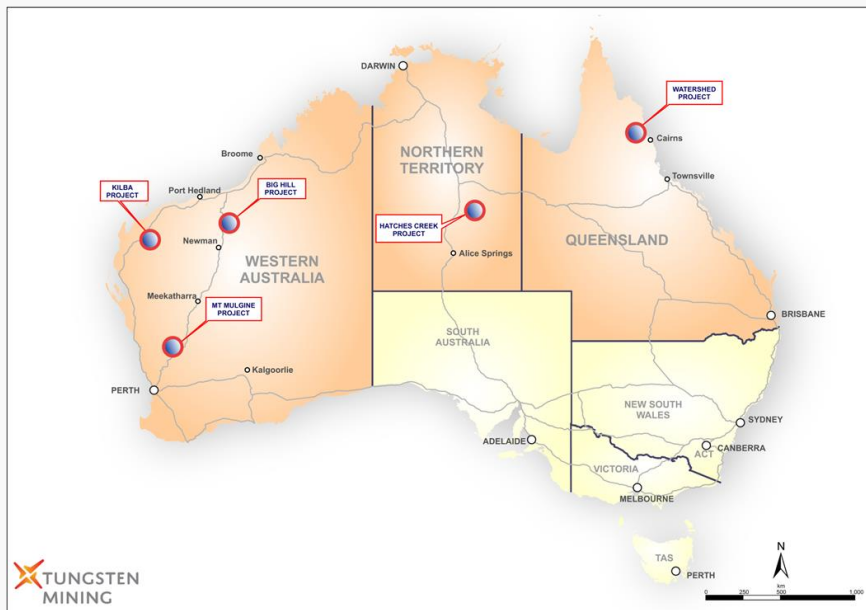 DARWIN
WATERSHED
PROJECT
Cairns
Broome
NORTHERN
TERRITORY
Townsville
KILBA
PROJECT
Port Hedland
BIG HILL
PROJECT
HATCHES CREEK
PROJECT
Newman
QUEENSLAND
Alice Springs
WESTERN
AUSTRALIA
Meekatharra
MT MULGINE
PROJECT
BRISBANE
SOUTH
AUSTRALIA
Kalgoorlie
PERTH
NEW SOUTH
WALES
SYDNEY
ADELAIDE
CANBERRA
ACT
VICTORIA
MELBOURNE
TAS
PERTH
N
TUNGSTEN
MINING
0 250 500 1,000